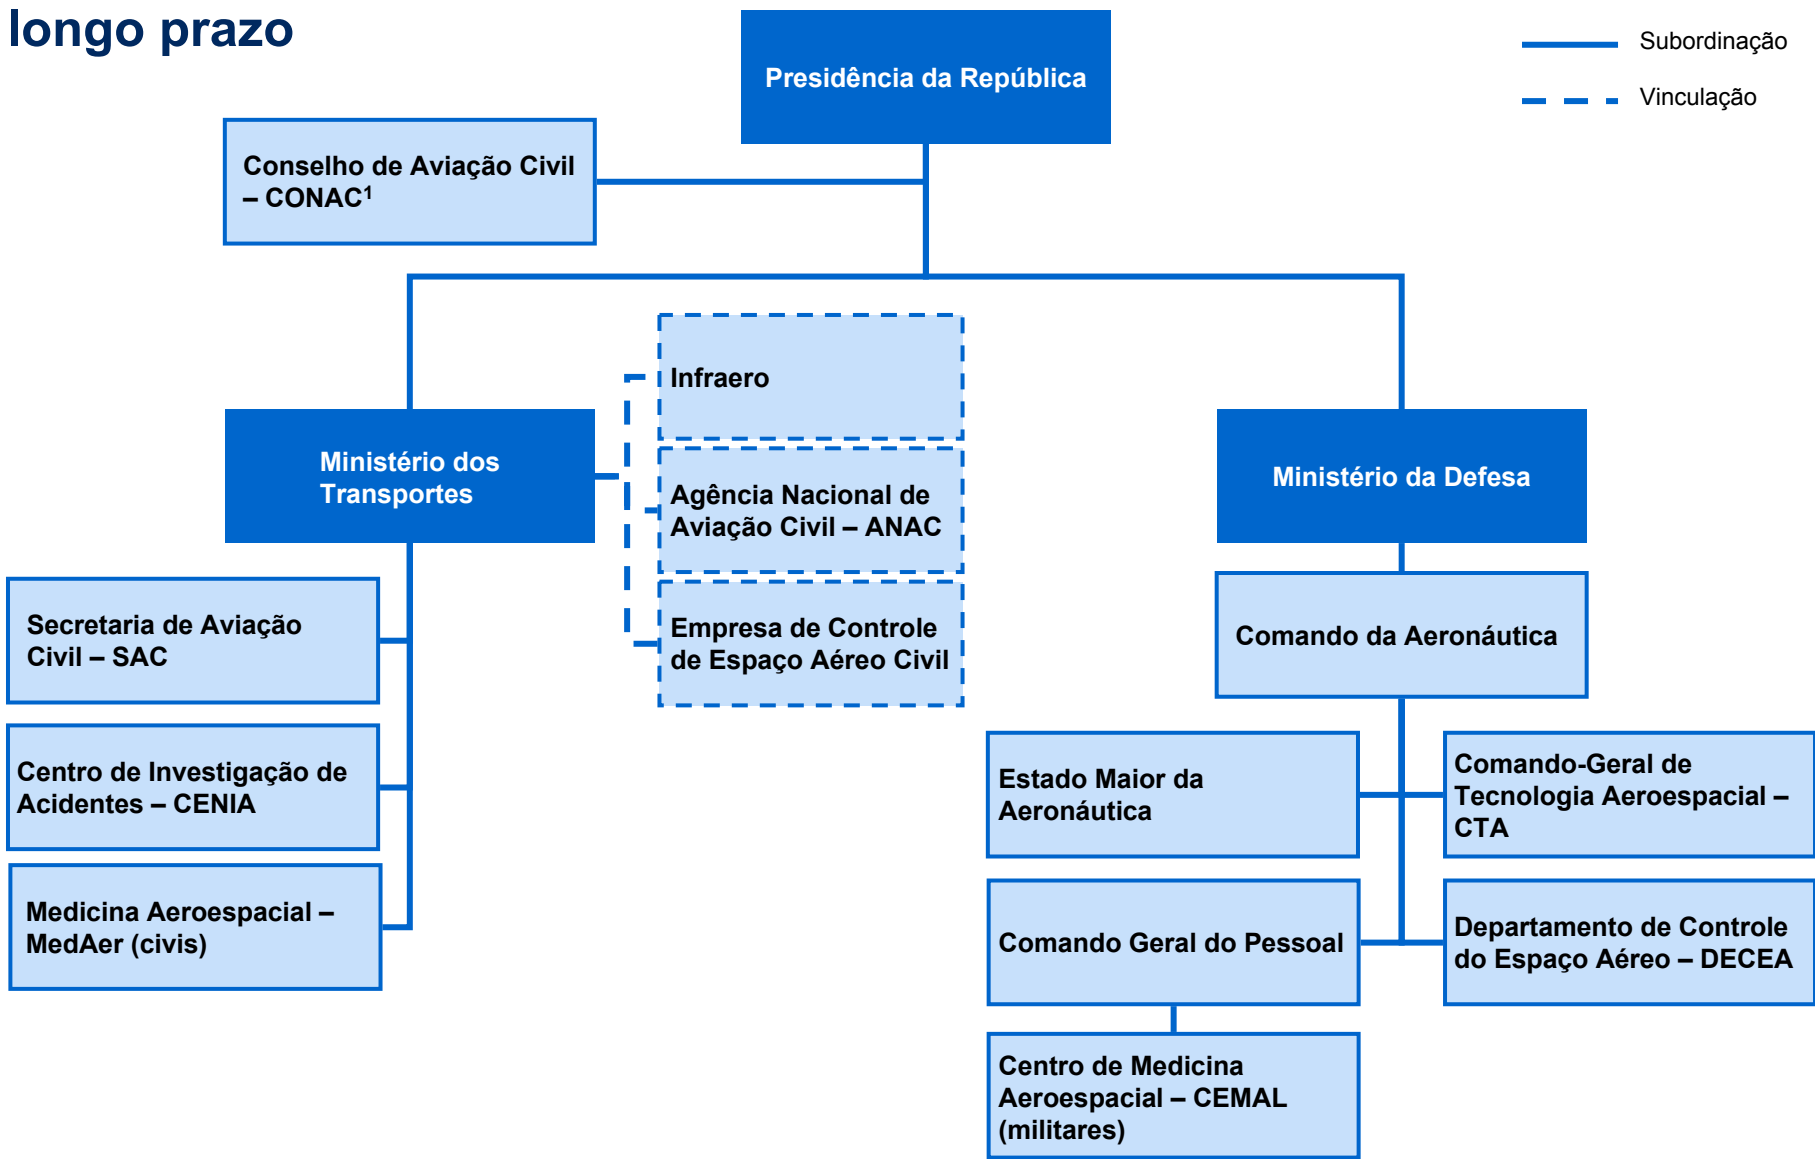 longo prazo
Presidência da República
Subordinação
Vinculação
Conselho de Aviação Civil
– CONAC¹
Infraero
Ministério dos
Transportes
Agência Nacional de
Aviação Civil – ANAC
Ministério da Defesa
Secretaria de Aviação
Civil – SAC
Empresa de Controle
de Espaço Aéreo Civil
Comando da Aeronáutica
Centro de Investigação de
Acidentes – CENIA
Estado Maior da
Aeronáutica
Comando-Geral de
Tecnologia Aeroespacial –
CTA
Medicina Aeroespacial –
MedAer (civis)
Comando Geral do Pessoal
Departamento de Controle
do Espaço Aéreo – DECEA
Centro de Medicina
Aeroespacial – CEMAL
(militares)